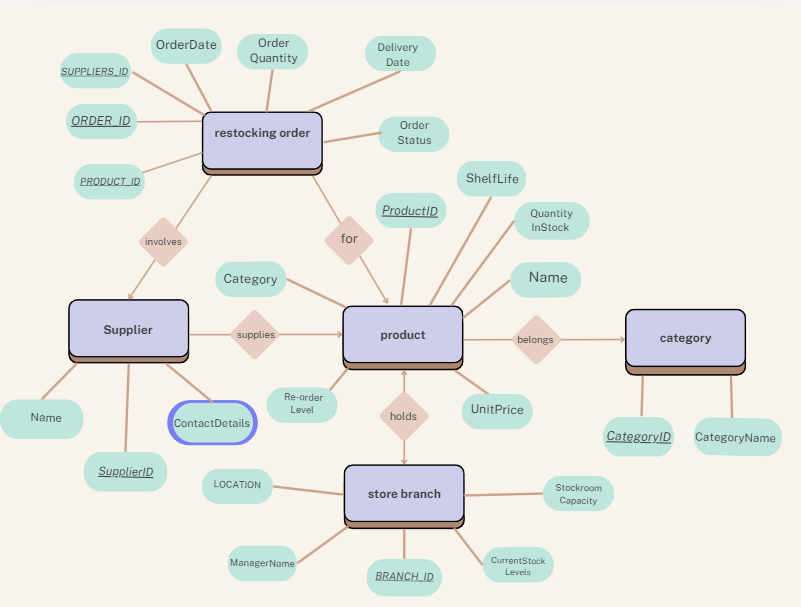 OrderDate
Order
Quantity
Delivery
Date
SUPPLIERS_ID
ORDER_ID
restocking order
Order
Status
PRODUCT_ID
ShelfLife
ProductID
Quantity
InStock
involves
for
Category
Name
Supplier
supplies
product
belongs
category
Name
ContactDetails
Re-order
Level
holds
UnitPrice
CategoryID
CategoryName
SupplierID
LOCATION
store branch
Stockroom
Capacity
ManagerName
BRANCH_ID
CurrentStock
Levels